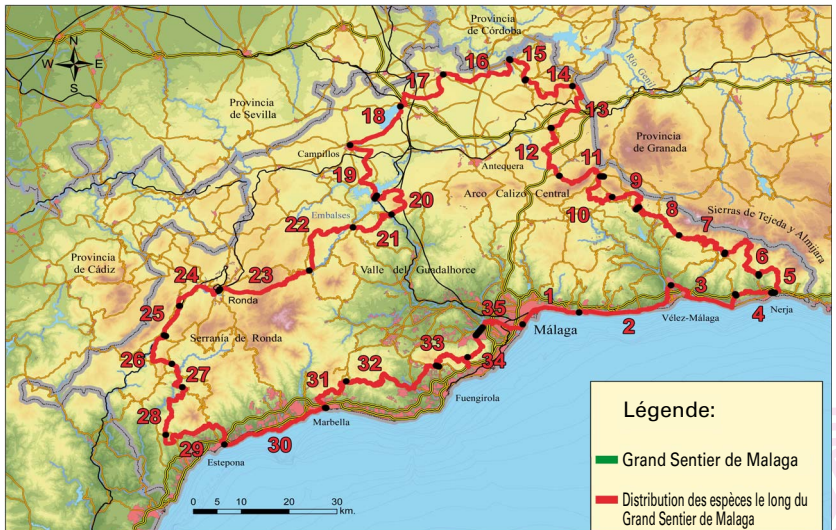 Provincia
de Córdoba
N
W E
S
Provincia
de Sevilla
Río Genil
17 16 15 14
18 13
Provincia
de Granada
Campillos
12
Antequera
11
19
Arco Calizo Central
9
20
10
Embalses
21
22
8
Sierras de Tejeda y Almijara
7
6
Provincia
de Cádiz
24
23
Valle del Guadalhorce
5
Ronda
25
1
3
4
Nerja
35
Málaga
2
Vélez-Málaga
Serranía de Ronda
26
33
34
32
27
31
Fuengirola
28
Marbella
29
30
Estepona
0 5 10 20 30
km.
Légende:
Grand Sentier de Malaga
Distribution des espèces le long du
Grand Sentier de Malaga